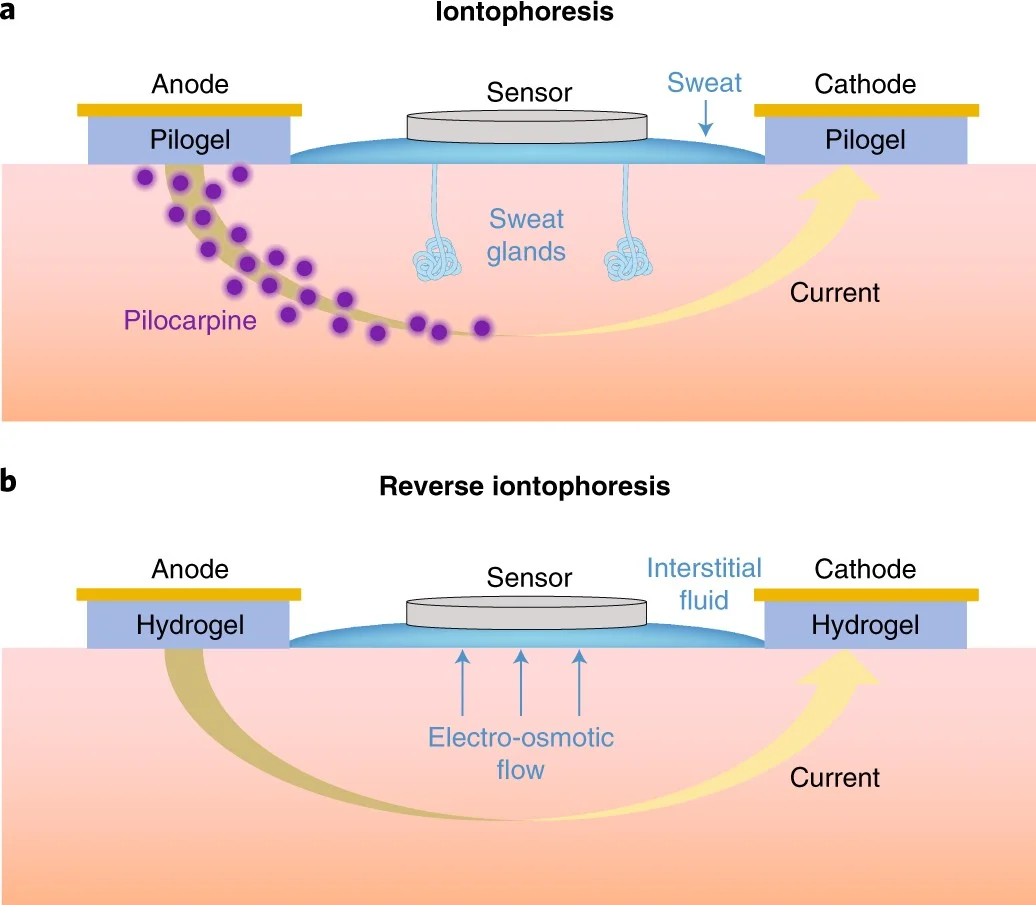 a
Iontophoresis
Anode
Sensor
Sweat
Cathode
Pilogel
Pilogel
Sweat
glands
Pilocarpine
Current
b
Reverse iontophoresis
Anode
Sensor
Interstitial
fluid
Cathode
Hydrogel
Hydrogel
Electro-osmotic
flow
Current